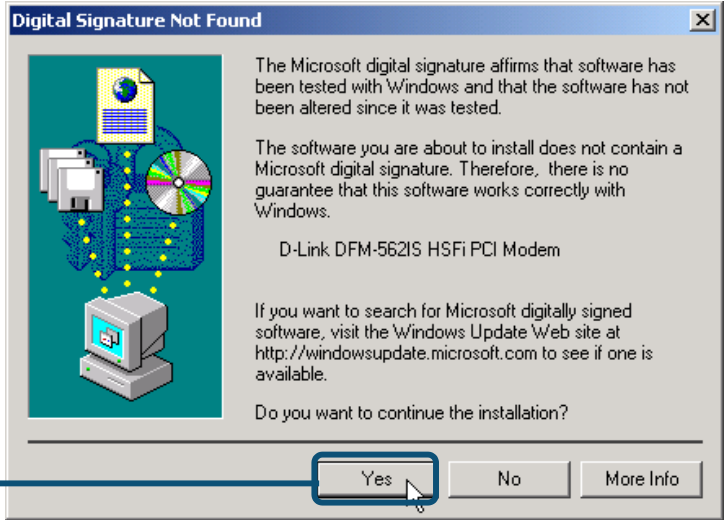 Digital Signature Not Found
The Microsoft digital signature affirms that software has
been tested with Windows and that the software has not
been altered since it was tested.
The software you are about to install does not contain a
Microsoft digital signature. Therefore, there is no
guarantee that this software works correctly with
Windows.
D-Link DFM-562IS HSFi PCI Modem
If you want to search for Microsoft digitally signed
software, visit the Windows Update Web site at
http://windowsupdate.microsoft.com to see if one is
available.
Do you want to continue the installation?
Yes No More Info